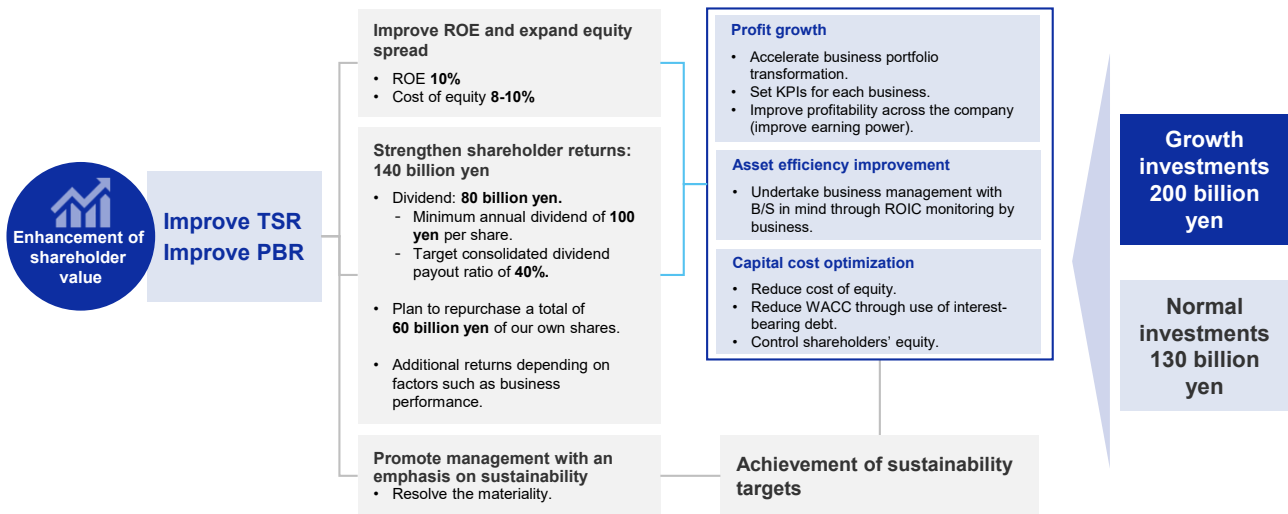 Enhancement of
shareholder
value
Improve TSR
Improve PBR
Improve ROE and expand equity
spread
• ROE 10%
• Cost of equity 8-10%
Strengthen shareholder returns:
140 billion yen
• Dividend: 80 billion yen.
- Minimum annual dividend of 100
yen per share.
- Target consolidated dividend
payout ratio of 40%.
• Plan to repurchase a total of
60 billion yen of our own shares.
• Additional returns depending on
factors such as business
performance.
Promote management with an
emphasis on sustainability
• Resolve the materiality.
Profit growth
• Accelerate business portfolio
transformation.
• Set KPIs for each business.
• Improve profitability across the company
(improve earning power).
Asset efficiency improvement
• Undertake business management with
B/S in mind through ROIC monitoring by
business.
Capital cost optimization
• Reduce cost of equity.
• Reduce WACC through use of interest-
bearing debt.
• Control shareholders' equity.
Achievement of sustainability
targets
Growth
investments
200 billion
yen
Normal
investments
130 billion
yen